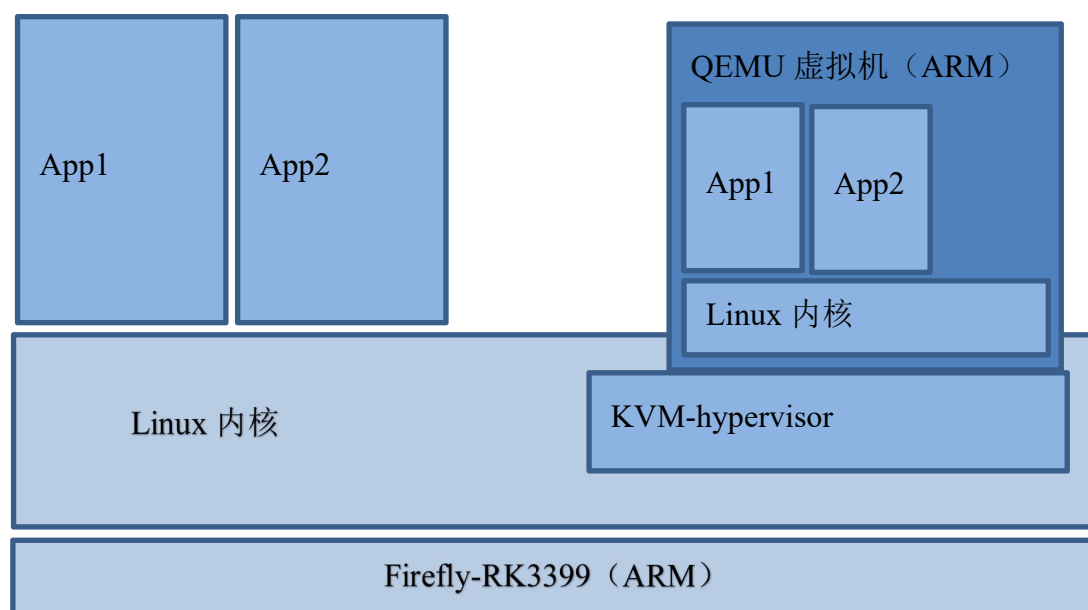 QEMU 虚拟机（ARM）
App1
App2
App1
App2
Linux 内核
Linux 内核
KVM-hypervisor
Firefly-RK3399（ARM）